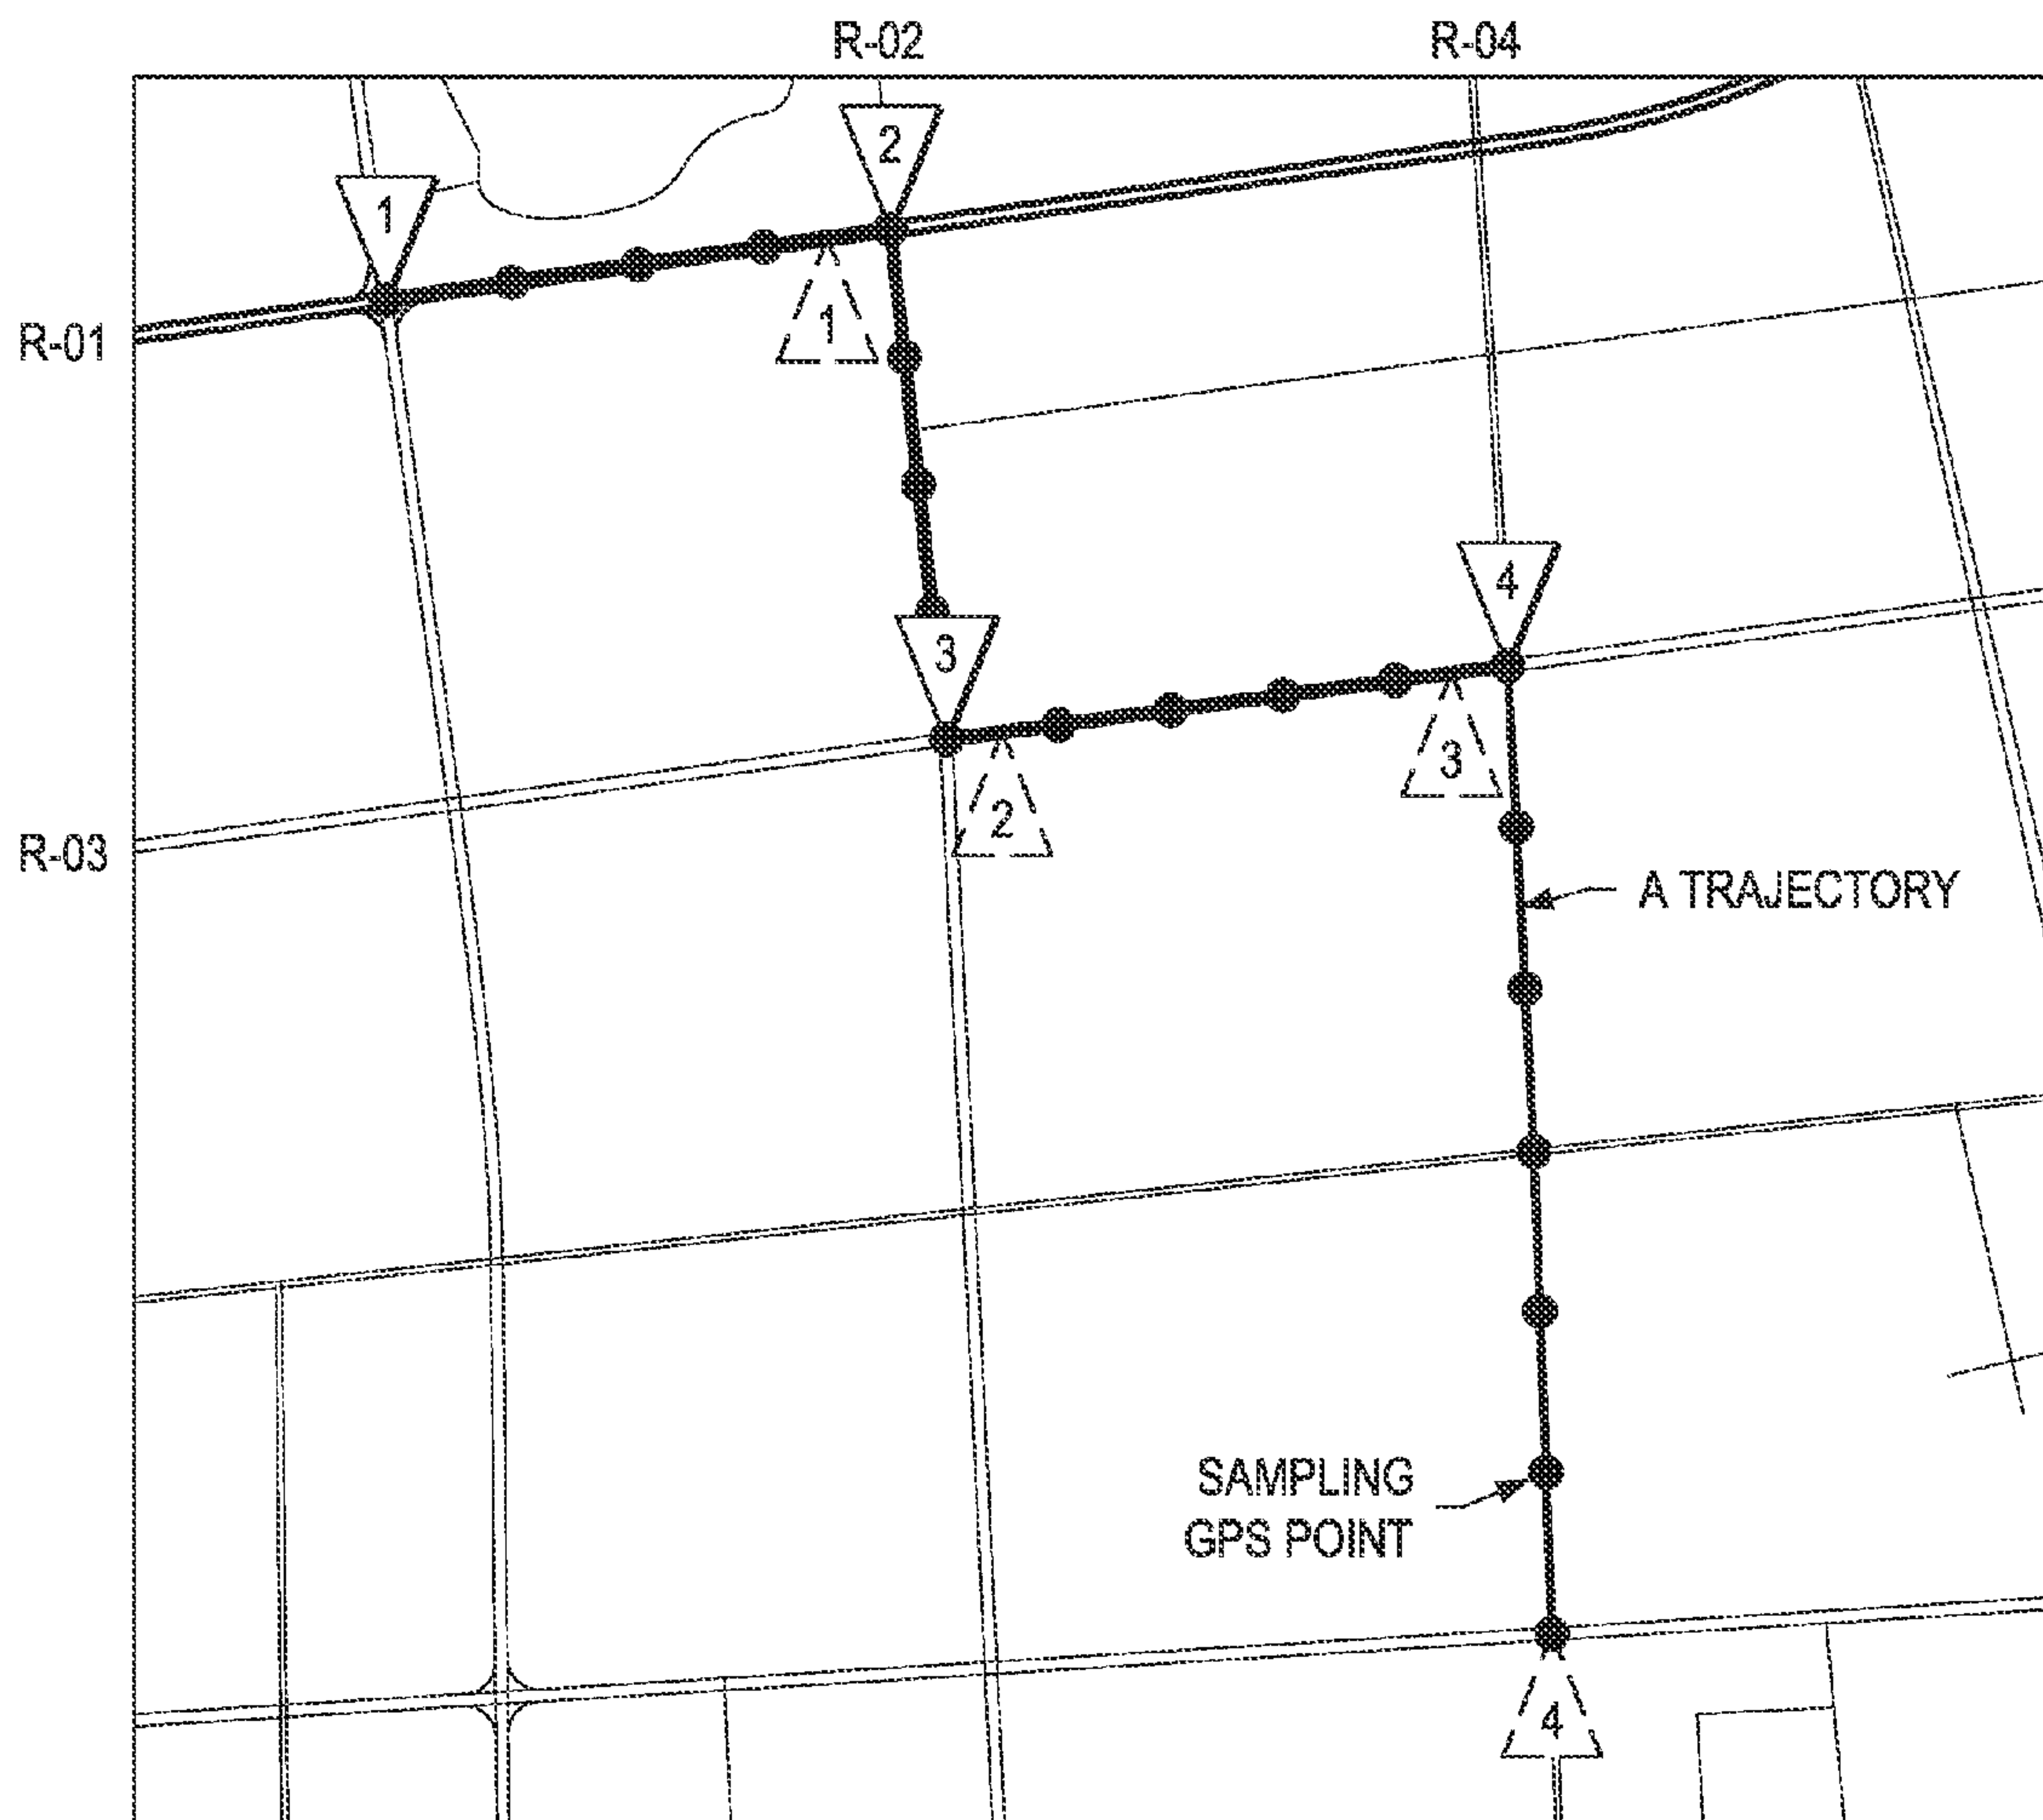 R-02
R-04
2
1
R-01
1
4
3
3
2
R-03
A TRAJECTORY
SAMPLING
GPS POINT
4